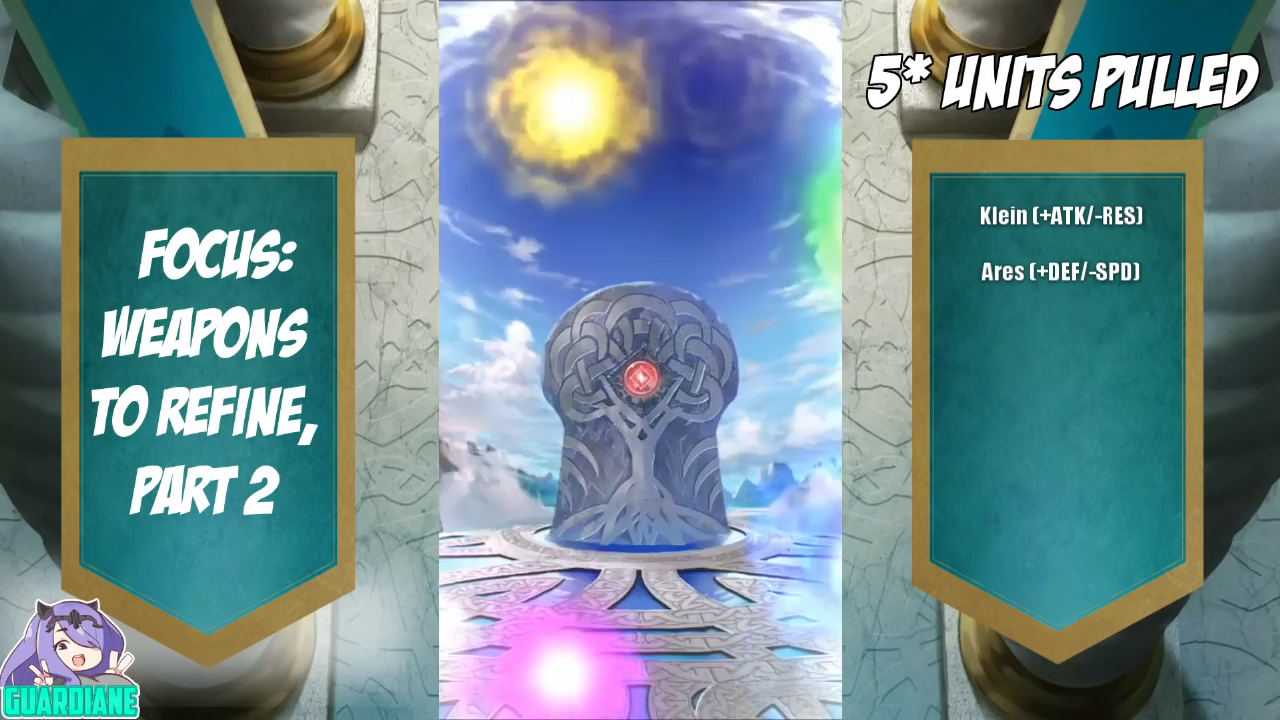 FOCUS:
WEAPONS
TO REFINE,
PART 2
GUARDIANE
5* UNITS PULLED
Klein (+ATK/-RES)
Ares (+DEF/-SPD)